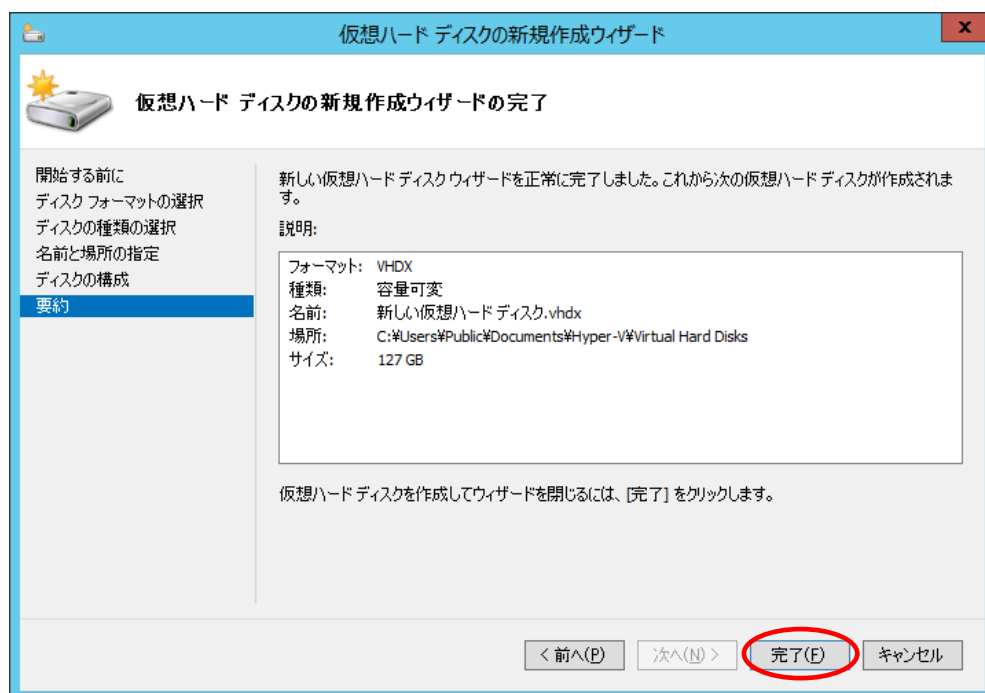 仮想ハード ディスクの新規作成ウィザード
x
仮想ハード ディスクの新規作成ウィザードの完了
開始する前に
ディスク フォーマットの選択
ディスクの種類の選択
名前と場所の指定
ディスクの構成
要約
新しい仮想ハード ディスク ウィザードを正常に完了しました。これから次の仮想ハード ディスクが作成されま
す。
説明:
フォーマット: VHDX
種類: 容量可変
名前: 新しい仮想ハード ディスク.vhdx
場所: C:¥Users¥Public¥Documents¥Hyper-V¥Virtual Hard Disks
サイズ: 127 GB
仮想ハード ディスクを作成してウィザードを閉じるには、[完了] をクリックします。
< 前へ(P) 次へ(N) > 完了(F) キャンセル